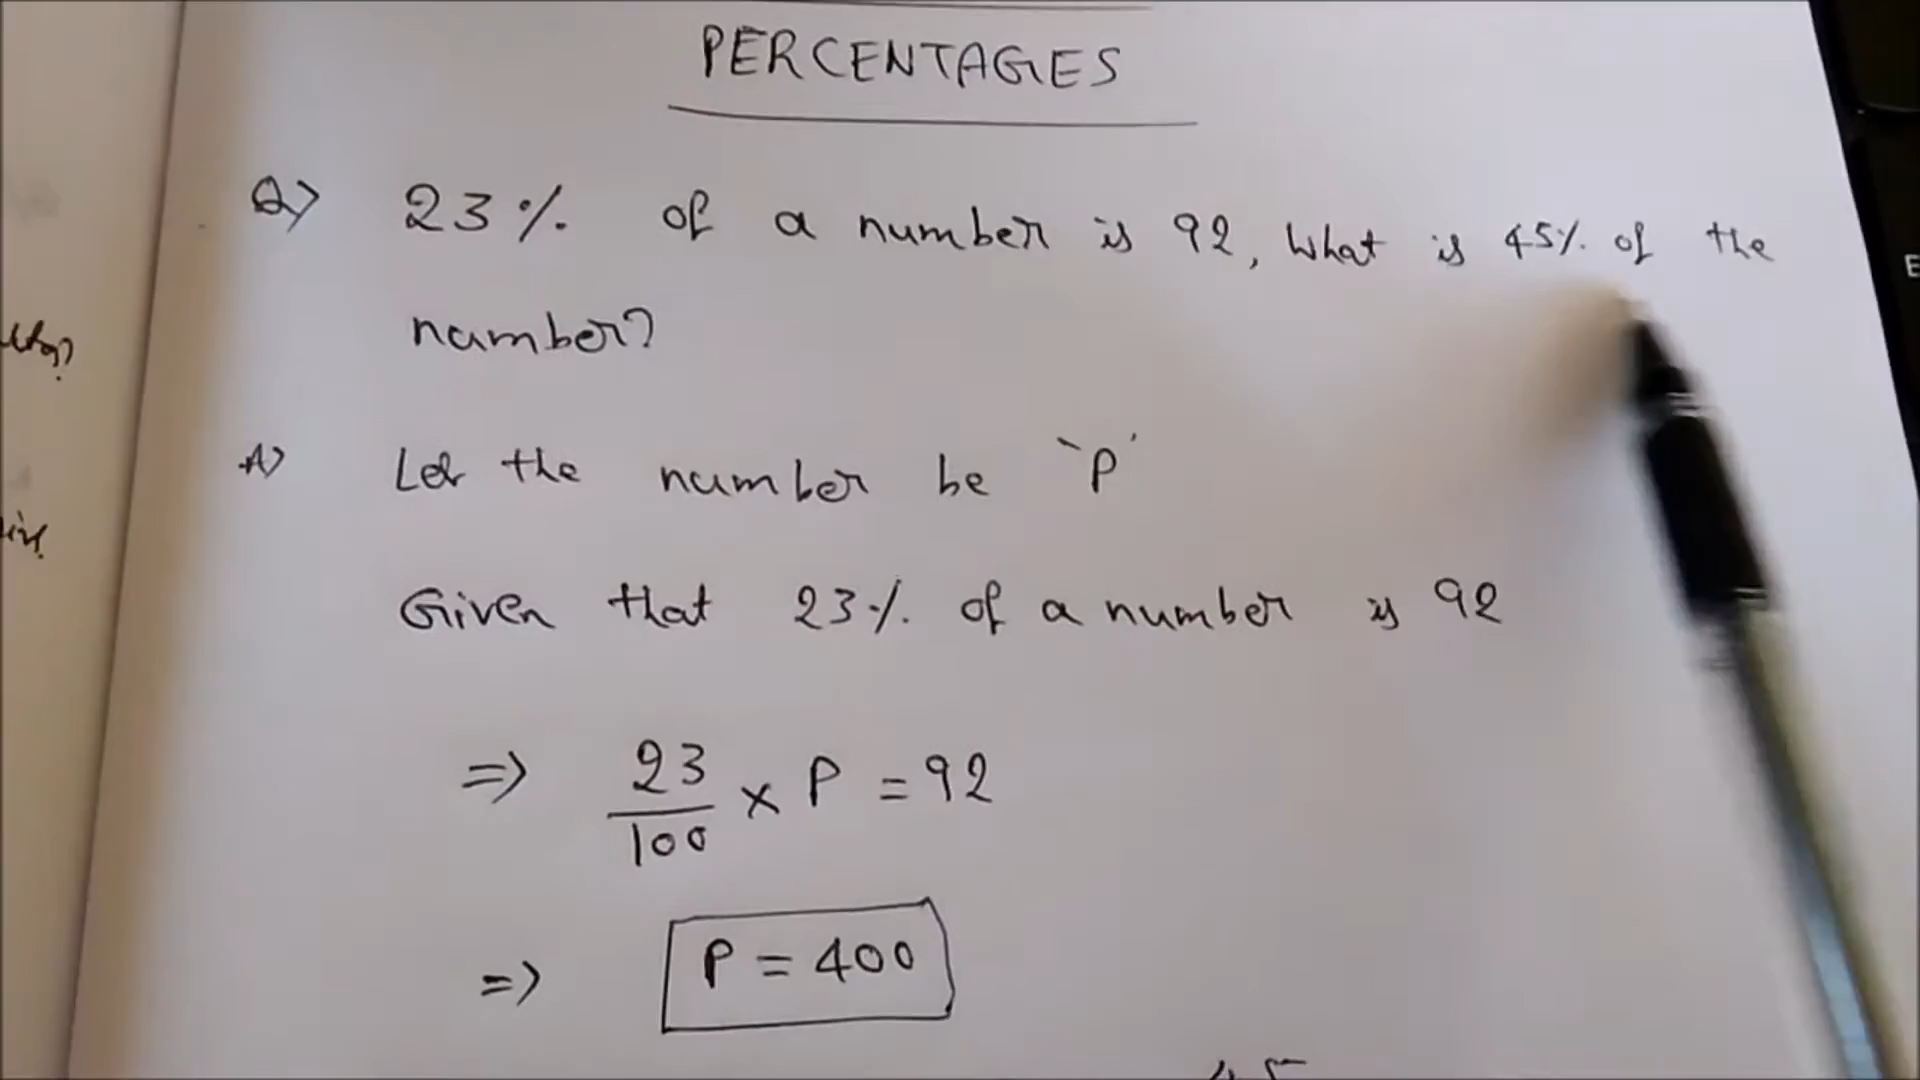 PERCENTAGES
Q) 23% of a number is 92, What is 45% of the
number?
A) Let the number be 'P'
Given that 23% of a number is 92
=> 23/100 × P = 92
=> P = 400
45
E